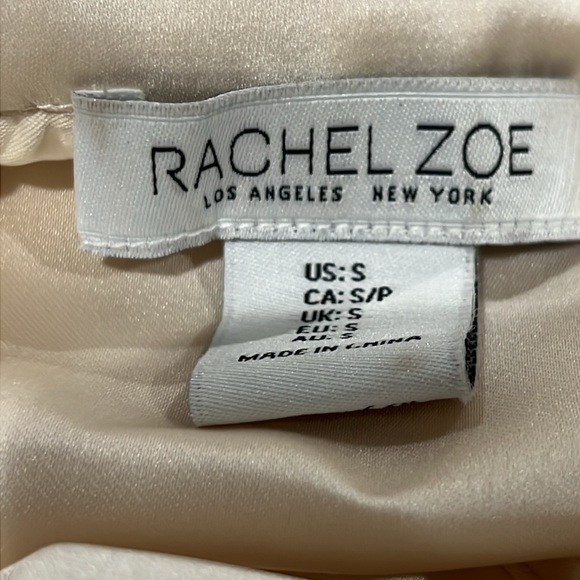 RACHEL ZOE
LOS ANGELES NEW YORK
US: S
CA: S/P
UK: S
EU: S
AU: S
MADE IN CHINA